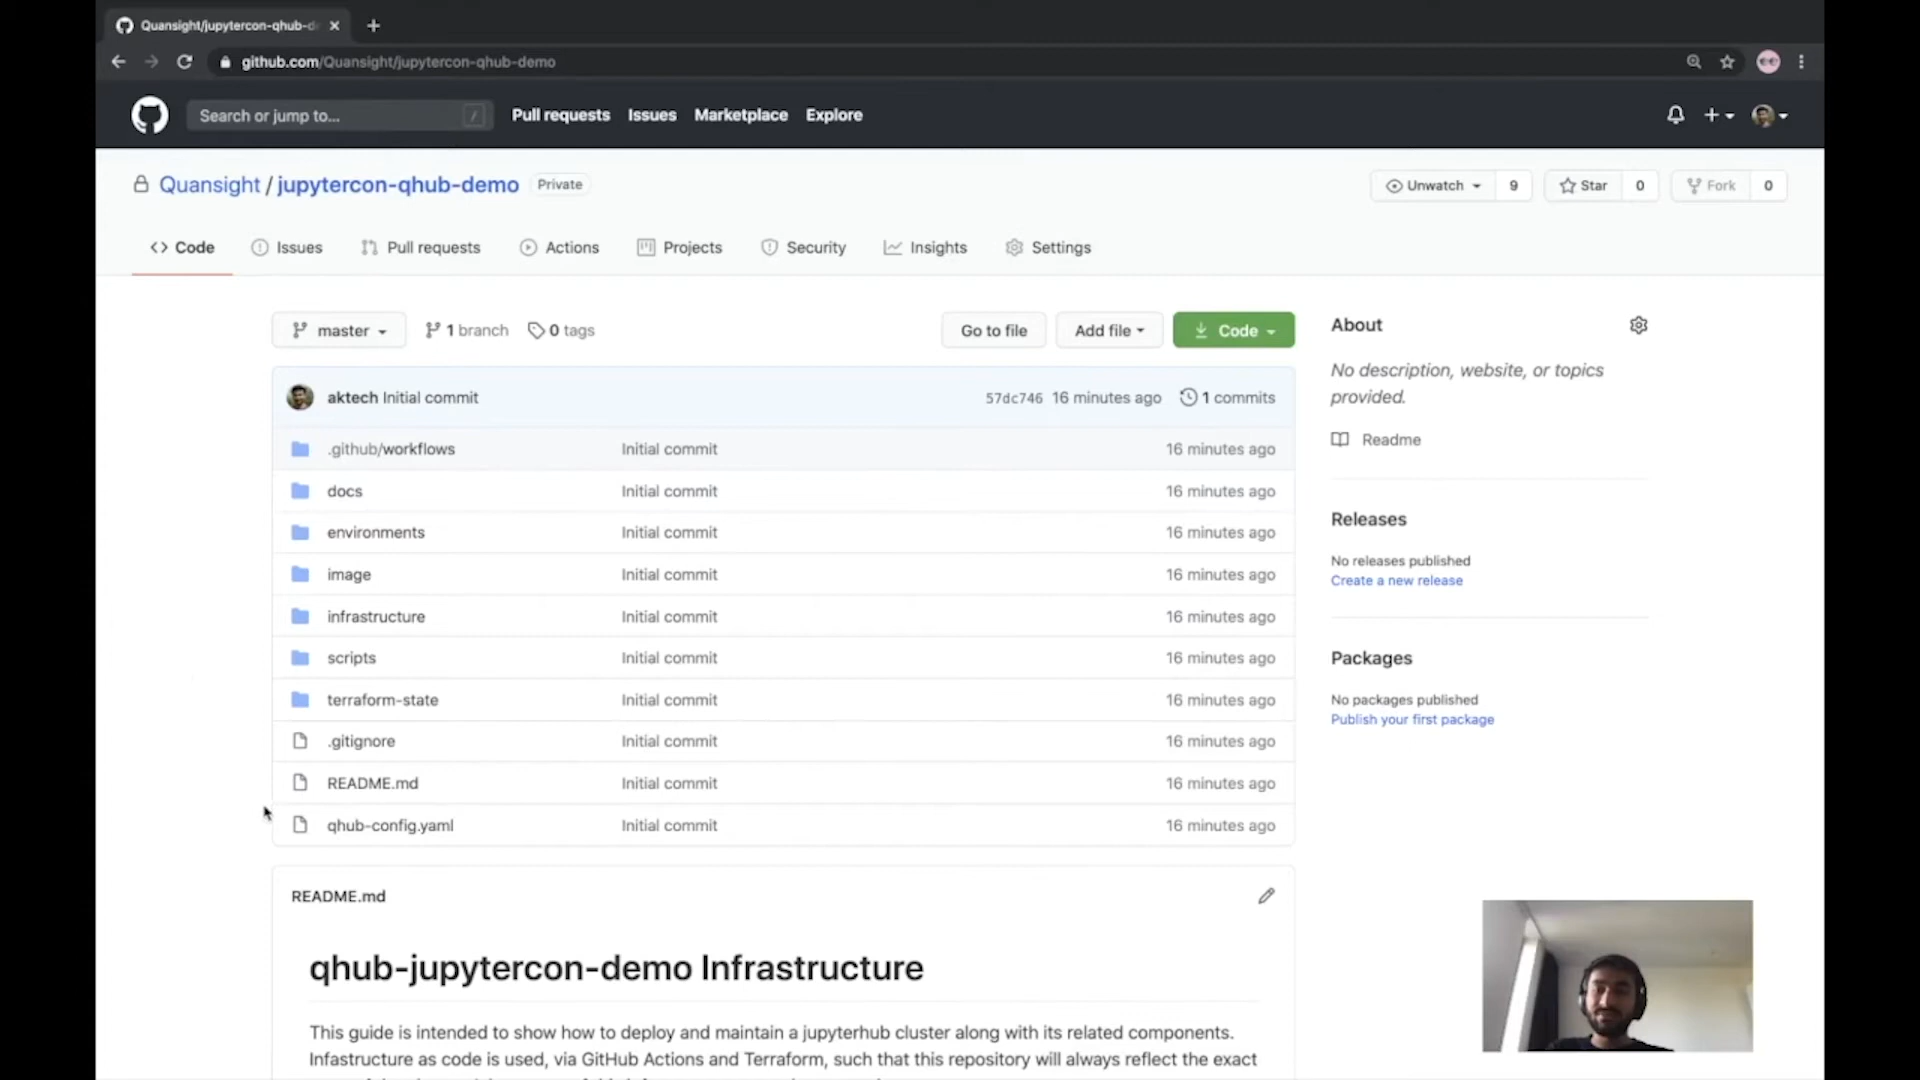 Quansight/jupytercon-qhub-d
github.com/Quansight/jupytercon-qhub-demo
Search or jump to... / Pull requests Issues Marketplace Explore
Quansight / jupytercon-qhub-demo Private Unwatch 9 Star 0 Fork 0
Code Issues Pull requests Actions Projects Security Insights Settings
master 1 branch 0 tags Go to file Add file Code
About
No description, website, or topics
provided.
Readme
aktech Initial commit 57dc746 16 minutes ago 1 commits
.github/workflows Initial commit 16 minutes ago
docs Initial commit 16 minutes ago
environments Initial commit 16 minutes ago
image Initial commit 16 minutes ago
infrastructure Initial commit 16 minutes ago
scripts Initial commit 16 minutes ago
terraform-state Initial commit 16 minutes ago
.gitignore Initial commit 16 minutes ago
README.md Initial commit 16 minutes ago
qhub-config.yaml Initial commit 16 minutes ago
Releases
No releases published
Create a new release
Packages
No packages published
Publish your first package
README.md
qhub-jupytercon-demo Infrastructure
This guide is intended to show how to deploy and maintain a jupyterhub cluster along with its related components.
Infastructure as code is used, via GitHub Actions and Terraform, such that this repository will always reflect the exact